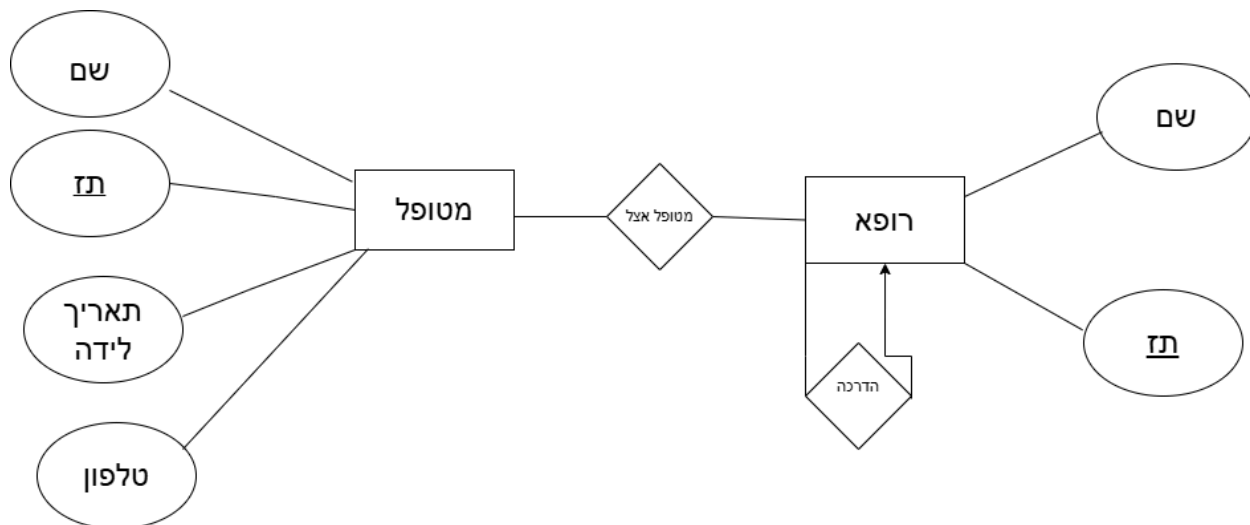 שם
תז
תאריך
לידה
טלפון
מטופל
מטופל אצל
רופא
הדרכה
שם
תז